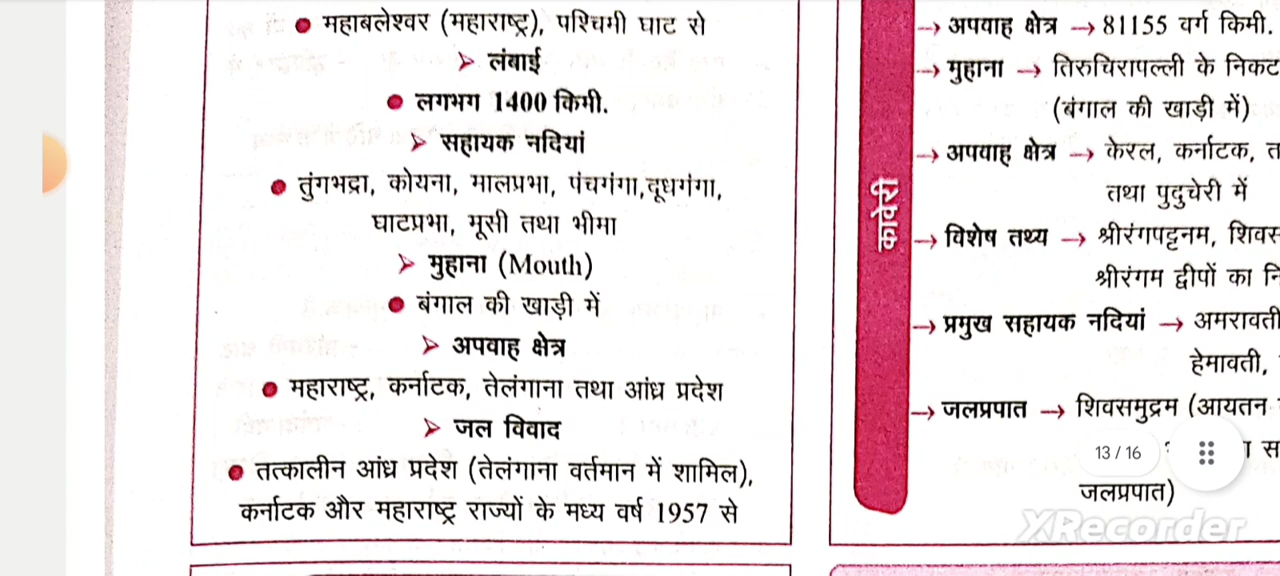 महाबलेश्वर (महाराष्ट्र), पश्चिमी घाट से
लंबाई
लगभग 1400 किमी.
सहायक नदियां
तुंगभद्रा, कोयना, मालप्रभा, पंचगंगा,दूधगंगा,
घाटप्रभा, मूसी तथा भीमा
मुहाना (Mouth)
बंगाल की खाड़ी में
अपवाह क्षेत्र
महाराष्ट्र, कर्नाटक, तेलंगाना तथा आंध्र प्रदेश
जल विवाद
तत्कालीन आंध्र प्रदेश (तेलंगाना वर्तमान में शामिल),
कर्नाटक और महाराष्ट्र राज्यों के मध्य वर्ष 1957 से
कावेरी
→ अपवाह क्षेत्र → 81155 वर्ग किमी.
→ मुहाना → तिरुचिरापल्ली के निकट
(बंगाल की खाड़ी में)
→ अपवाह क्षेत्र → केरल, कर्नाटक, त
तथा पुदुचेरी में
→ विशेष तथ्य → श्रीरंगपट्टनम, शिवस
श्रीरंगम द्वीपों का नि
→ प्रमुख सहायक नदियां → अमरावती
हेमावती,
→ जलप्रपात → शिवसमुद्रम (आयतन
जलप्रपात)
13 / 16
XRecorder